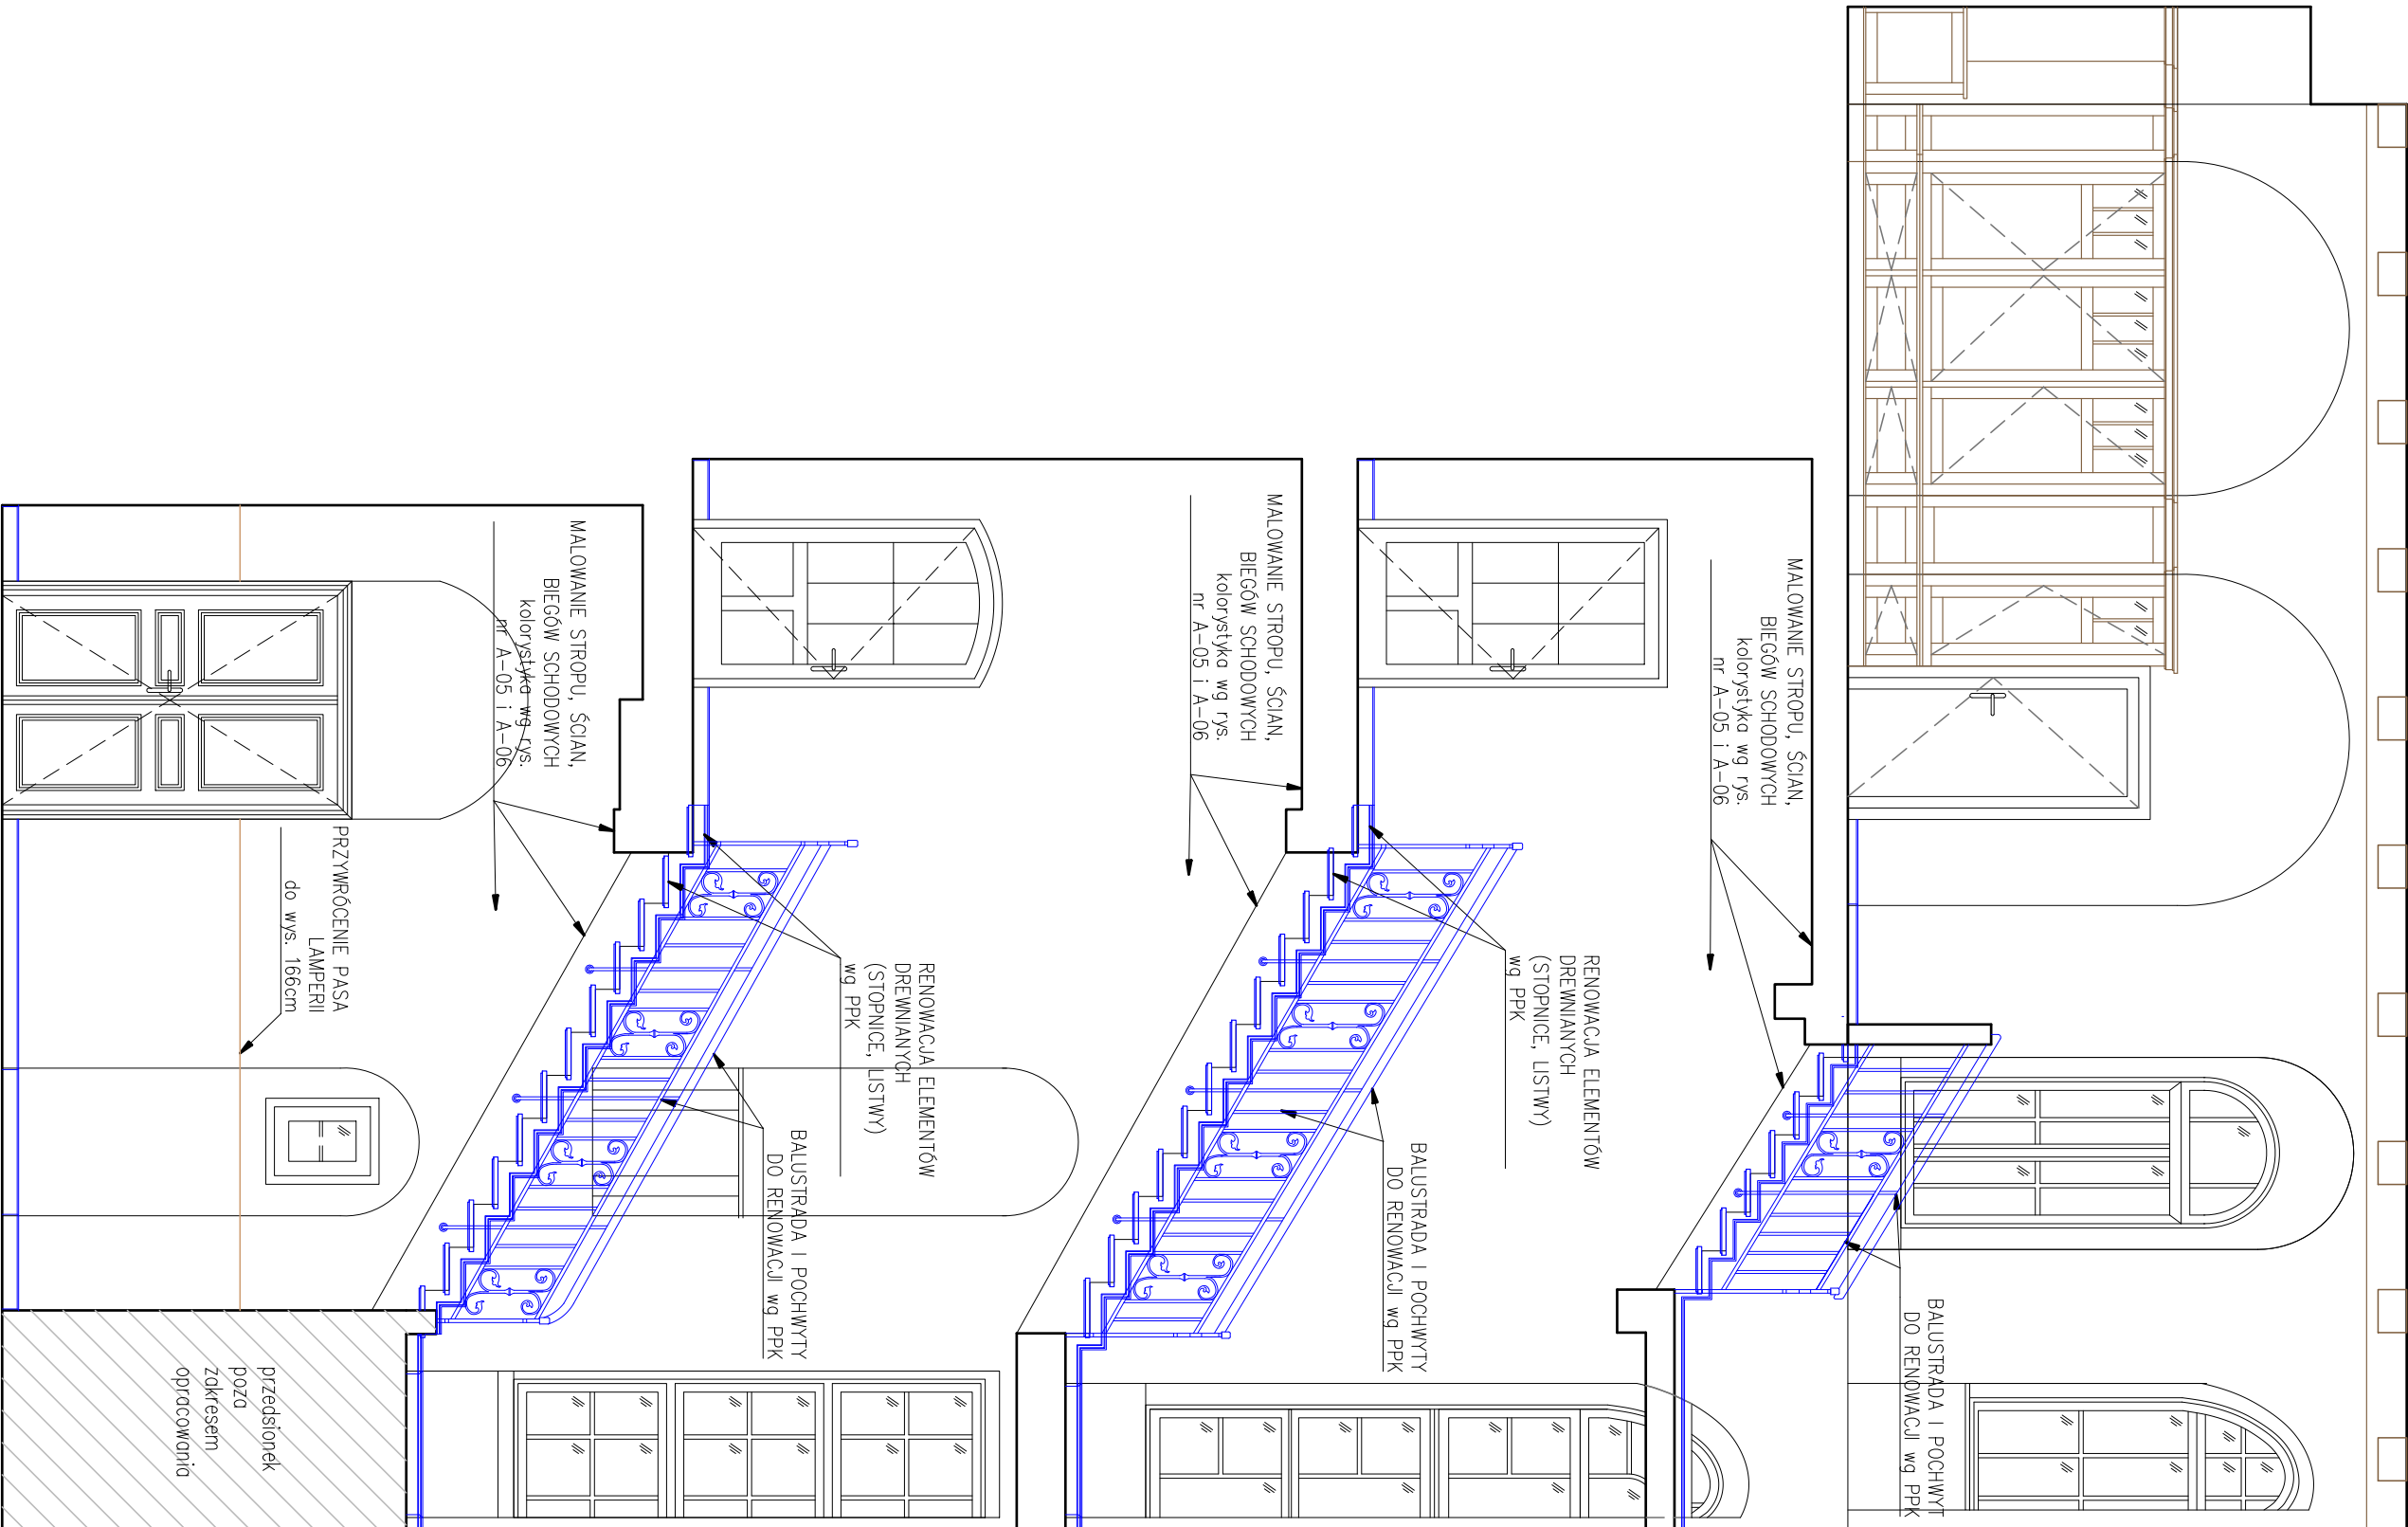 MALOWANIE STROPU, ŚCIAN,
BIEGÓW SCHODOWYCH
kolorystyka wg rys.
nr A-05 i A-06
MALOWANIE STROPU, ŚCIAN,
BIEGÓW SCHODOWYCH
kolorystyka wg rys.
nr A-05 i A-06
MALOWANIE STROPU, ŚCIAN,
BIEGÓW SCHODOWYCH
kolorystyka wg rys.
nr A-05 i A-06
PRZYWRÓCENIE PASA
LAMPERII
do wys. 166cm
RENOWACJA ELEMENTÓW
DREWNIANYCH
(STOPNICE, LISTWY)
wg PPK
RENOWACJA ELEMENTÓW
DREWNIANYCH
(STOPNICE, LISTWY)
wg PPK
BALUSTRADA I POCHWYT
DO RENOWACJI wg PPK
BALUSTRADA I POCHWYTY
DO RENOWACJI wg PPK
BALUSTRADA I POCHWYTY
DO RENOWACJI wg PPK
przedsionek
poza
zakresem
opracowania